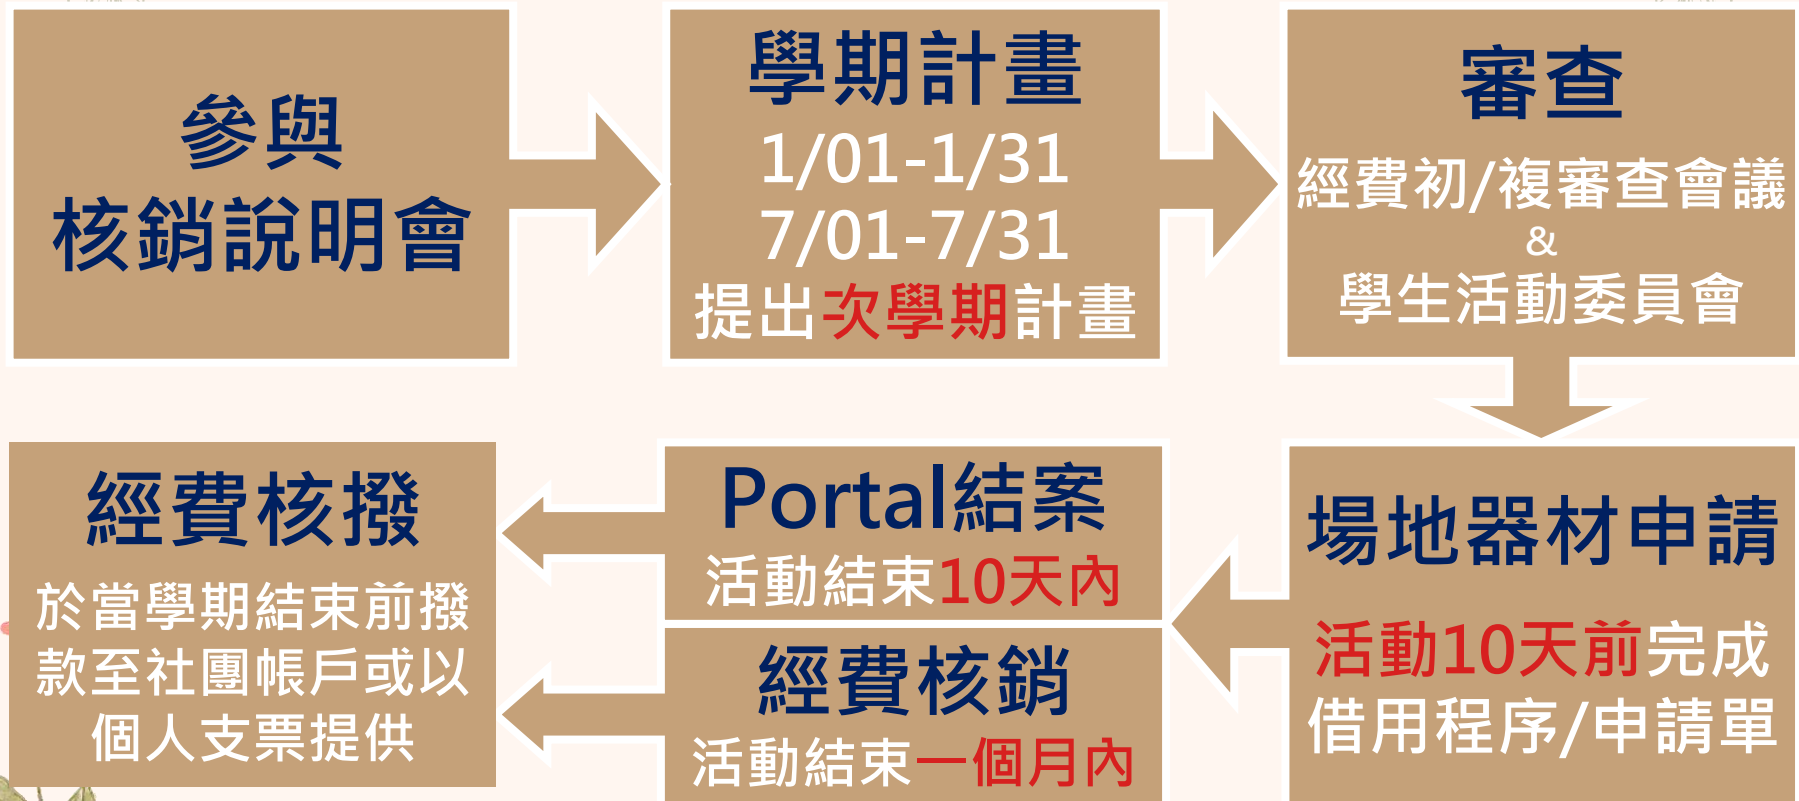 參與
核銷說明會
學期計畫
1/01-1/31
7/01-7/31
提出次學期計畫
審查
經費初/複審查會議
&
學生活動委員會
場地器材申請
活動10天前完成
借用程序/申請單
Portal結案
活動結束10天內
經費核銷
活動結束一個月內
經費核撥
於當學期結束前撥
款至社團帳戶或以
個人支票提供